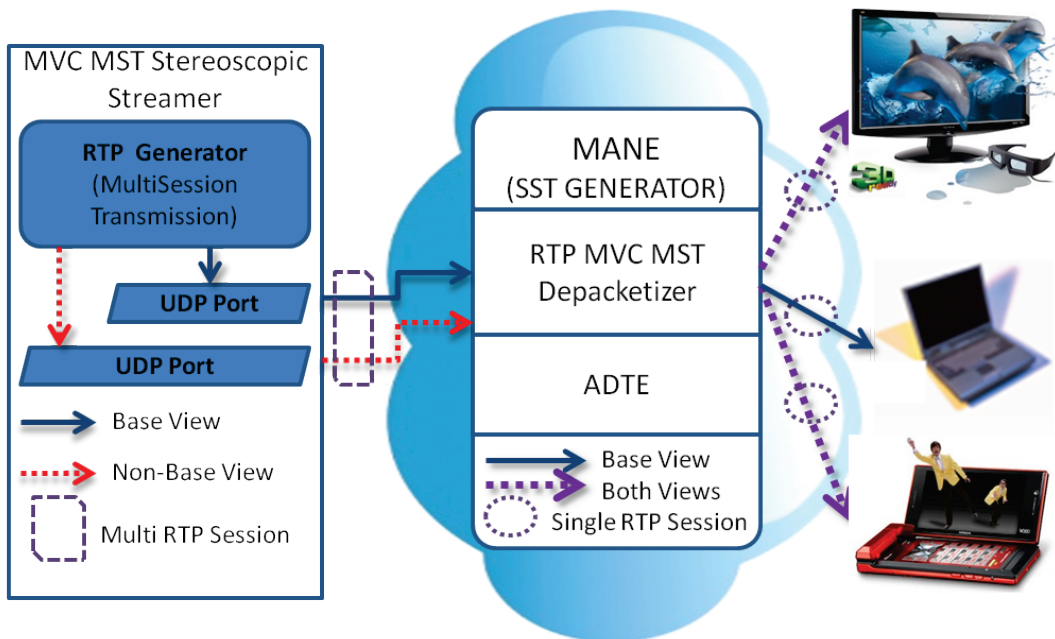 MVC MST Stereoscopic
Streamer
RTP Generator
(MultiSession
Transmission)
UDP Port
UDP Port
Base View
Non-Base View
Multi RTP Session
MANE
(SST GENERATOR)
RTP MVC MST
Depacketizer
ADTE
Base View
Both Views
Single RTP Session
3D